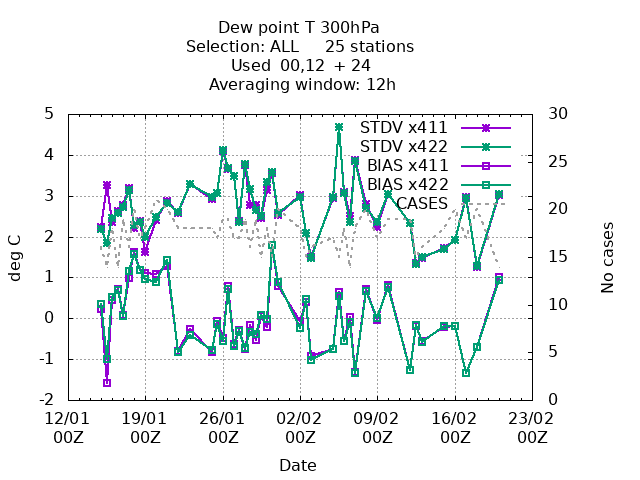 Dew point T 300hPa
Selection: ALL 25 stations
Used 00,12 + 24
Averaging window: 12h
5 30
STDV x411
4 25
STDV x422
BIAS x411
BIAS x422
3 20
CASES
2 15
1
0 10
-1 5
-2 0
deg C
No cases
12/01 19/01 26/01 02/02 09/02 16/02 23/02
00Z 00Z 00Z 00Z 00Z 00Z 00Z
Date